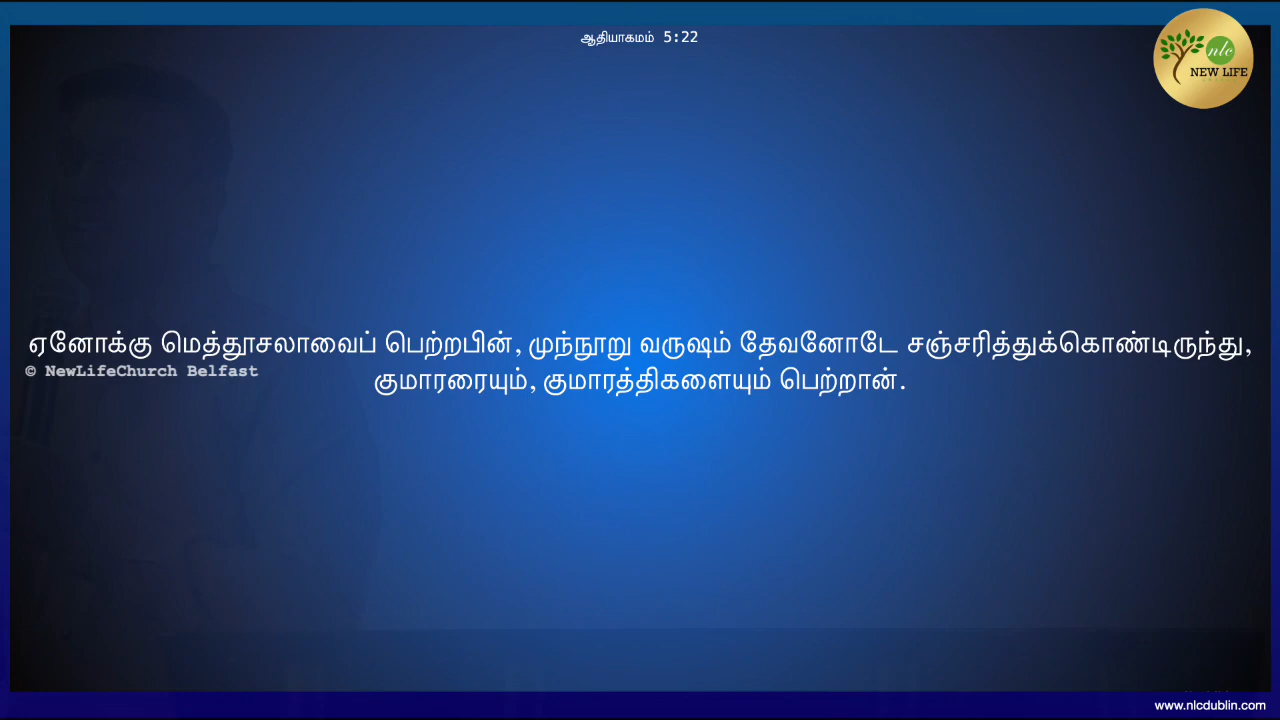 ஆதியாகமம் 5:22
nlc
NEW LIFE
ஏனோக்கு மெத்தூசலாவைப் பெற்றபின், முந்நூறு வருஷம் தேவனோடே சஞ்சரித்துக்கொண்டிருந்து,
© NewLifeChurch Belfast
குமாரரையும், குமாரத்திகளையும் பெற்றான்.
www.nlcdublin.com